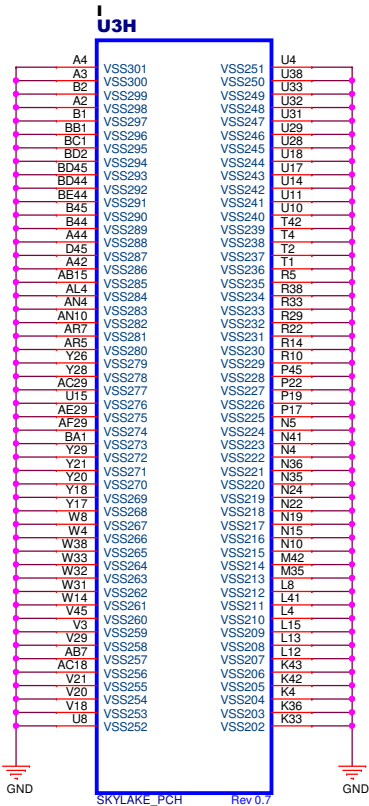 I
U3H
A4 VSS301 VSS251 U4
A3 VSS300 VSS250 U38
B2 VSS299 VSS249 U33
A2 VSS298 VSS248 U32
B1 VSS297 VSS247 U31
BB1 VSS296 VSS246 U29
BC1 VSS295 VSS245 U28
BD2 VSS294 VSS244 U18
BD45 VSS293 VSS243 U17
BD44 VSS292 VSS242 U14
BE44 VSS291 VSS241 U11
B45 VSS290 VSS240 U10
B44 VSS289 VSS239 T42
A44 VSS288 VSS238 T4
D45 VSS287 VSS237 T2
A42 VSS286 VSS236 T1
AB15 VSS285 VSS235 R5
AL4 VSS284 VSS234 R38
AN4 VSS283 VSS233 R33
AN10 VSS282 VSS232 R29
AR7 VSS281 VSS231 R22
AR5 VSS280 VSS230 R14
Y26 VSS279 VSS229 R10
Y28 VSS278 VSS228 P45
AC29 VSS277 VSS227 P22
U15 VSS276 VSS226 P19
AE29 VSS275 VSS225 P17
AF29 VSS274 VSS224 N5
BA1 VSS273 VSS223 N41
Y29 VSS272 VSS222 N4
Y21 VSS271 VSS221 N36
Y20 VSS270 VSS220 N35
Y18 VSS269 VSS219 N24
Y17 VSS268 VSS218 N22
W8 VSS267 VSS217 N19
W4 VSS266 VSS216 N15
W38 VSS265 VSS215 N10
W33 VSS264 VSS214 M42
W32 VSS263 VSS213 M35
W31 VSS262 VSS212 L8
W14 VSS261 VSS211 L41
V45 VSS260 VSS210 L4
V3 VSS259 VSS209 L15
V29 VSS258 VSS208 L13
AB7 VSS257 VSS207 L12
AC18 VSS256 VSS206 K43
V21 VSS255 VSS205 K42
V20 VSS254 VSS204 K4
V18 VSS253 VSS203 K36
U8 VSS252 VSS202 K33
GND GND
SKYLAKE_PCH Rev 0.7